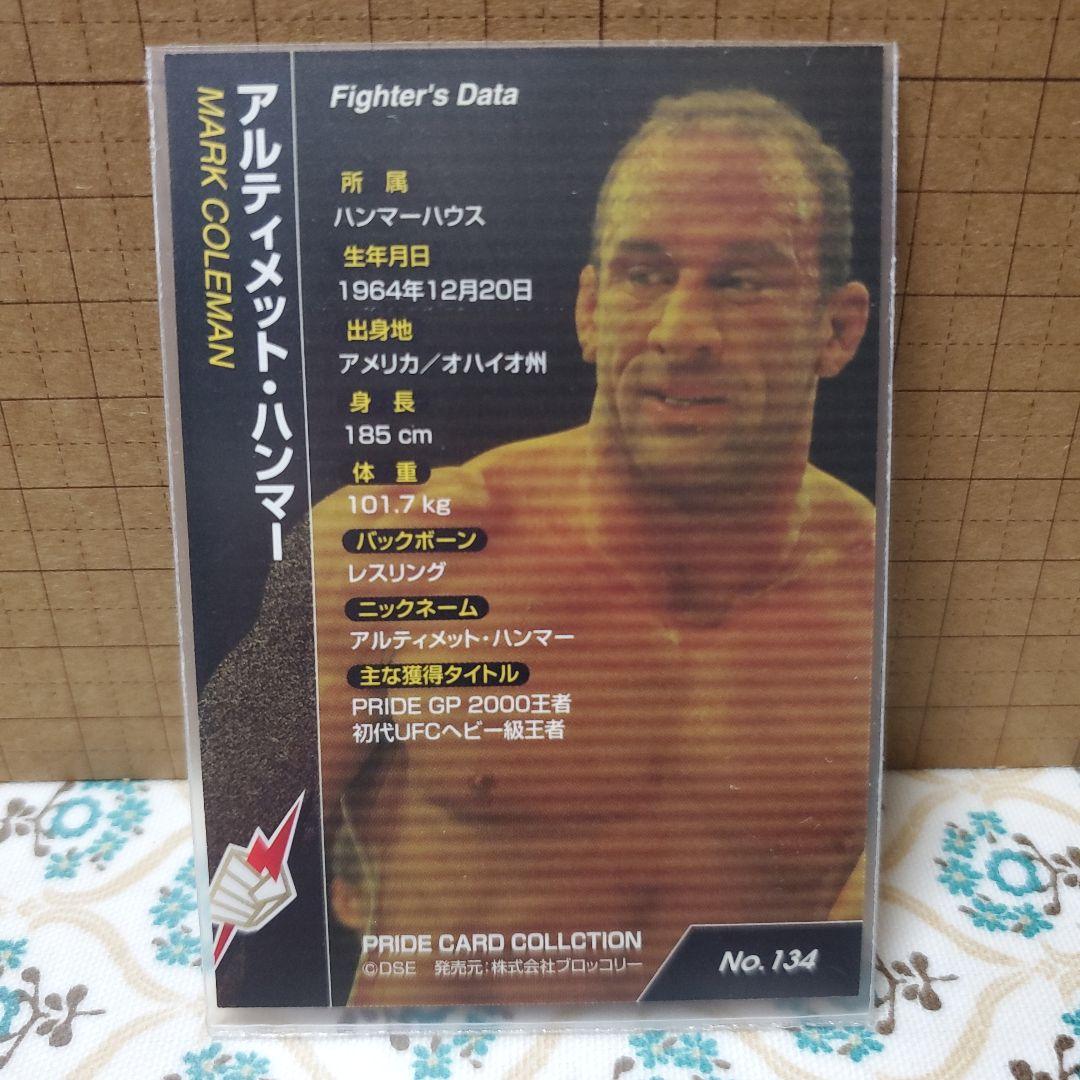 アルティメット・ハンマー
MARK COLEMAN
Fighter's Data
所 属
ハンマーハウス
生年月日
1964年12月20日
出身地
アメリカ／オハイオ州
身 長
185 cm
体 重
101.7 kg
バックボーン
レスリング
ニックネーム
アルティメット・ハンマー
主な獲得タイトル
PRIDE GP 2000王者
初代UFCヘビー級王者
PRIDE CARD COLLCTION
©DSE 発売元:株式会社ブロッコリー
No.134